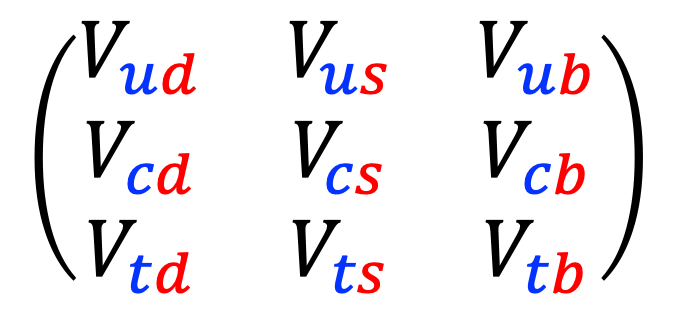 V_ud V_us V_ub
V_cd V_cs V_cb
V_td V_ts V_tb